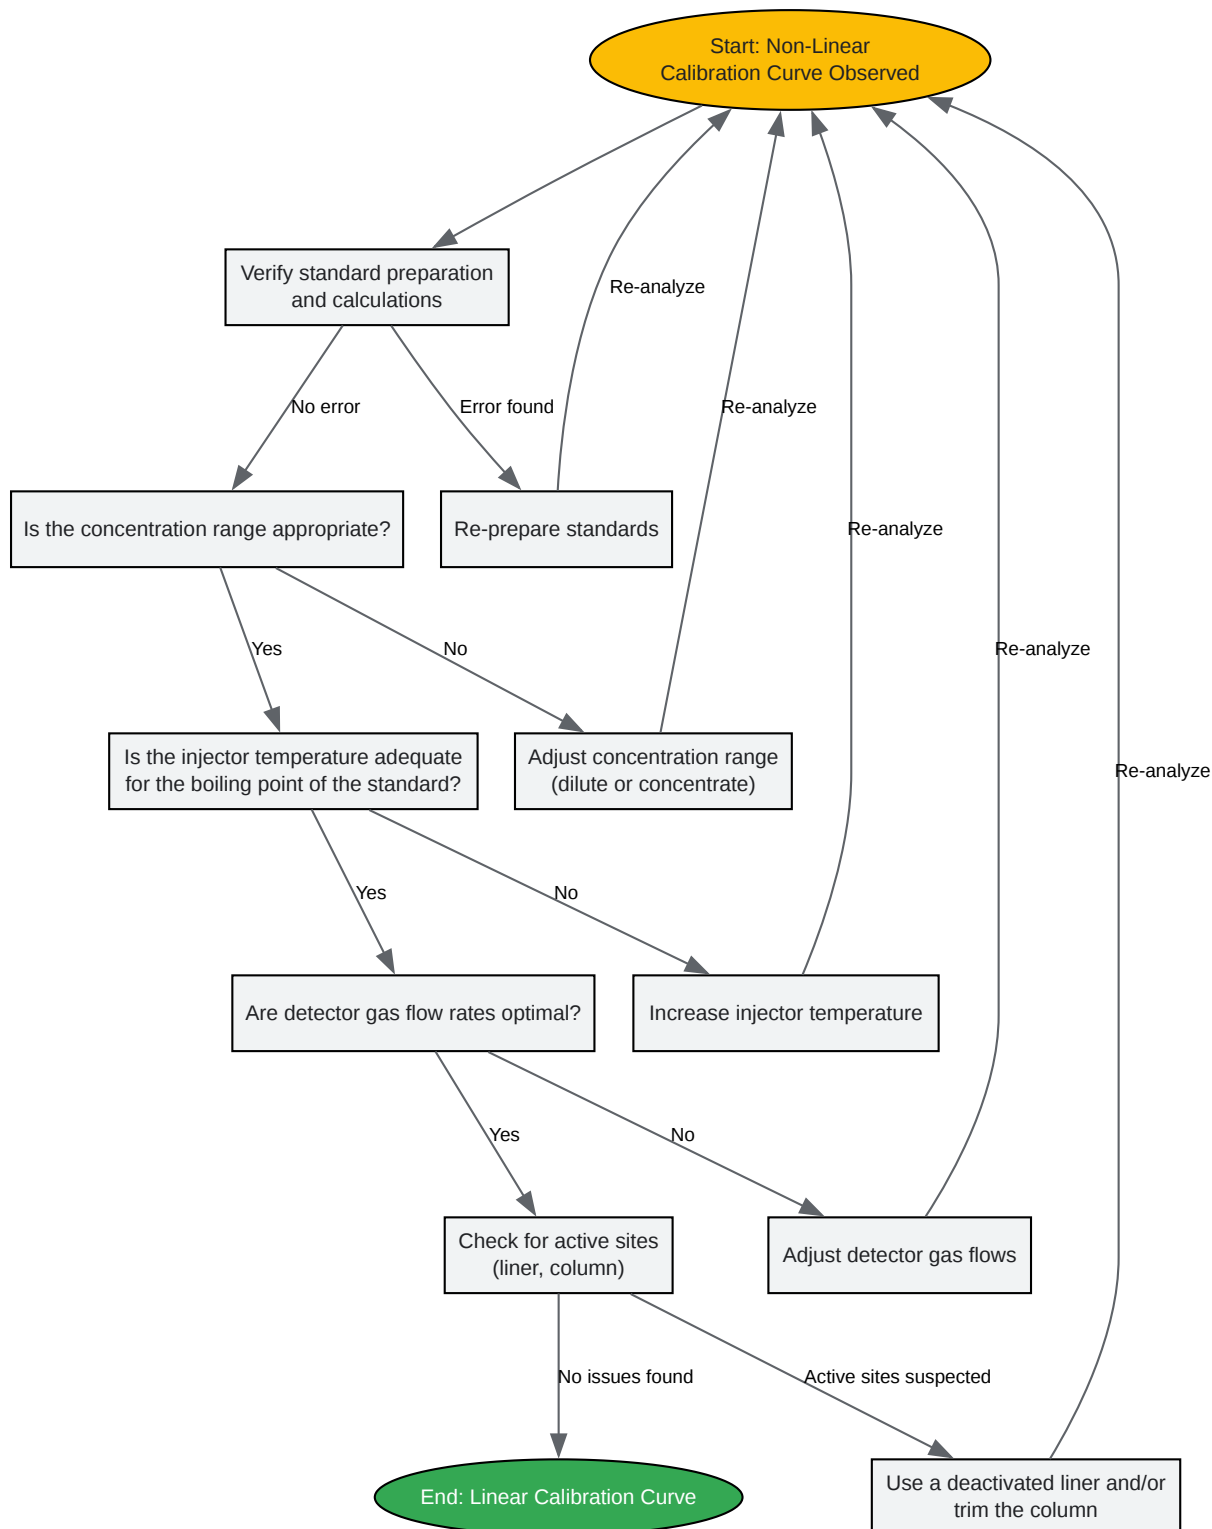 Start: Non-Linear
Calibration Curve Observed
Verify standard preparation
and calculations
Re-analyze
No error
Error found
Re-analyze
Is the concentration range appropriate?
Re-prepare standards
Re-analyze
Yes
No
Re-analyze
Is the injector temperature adequate
for the boiling point of the standard?
Adjust concentration range
(dilute or concentrate)
Re-analyze
Yes
No
Are detector gas flow rates optimal?
Increase injector temperature
Yes
No
Check for active sites
(liner, column)
Adjust detector gas flows
No issues found
Active sites suspected
End: Linear Calibration Curve
Use a deactivated liner and/or
trim the column